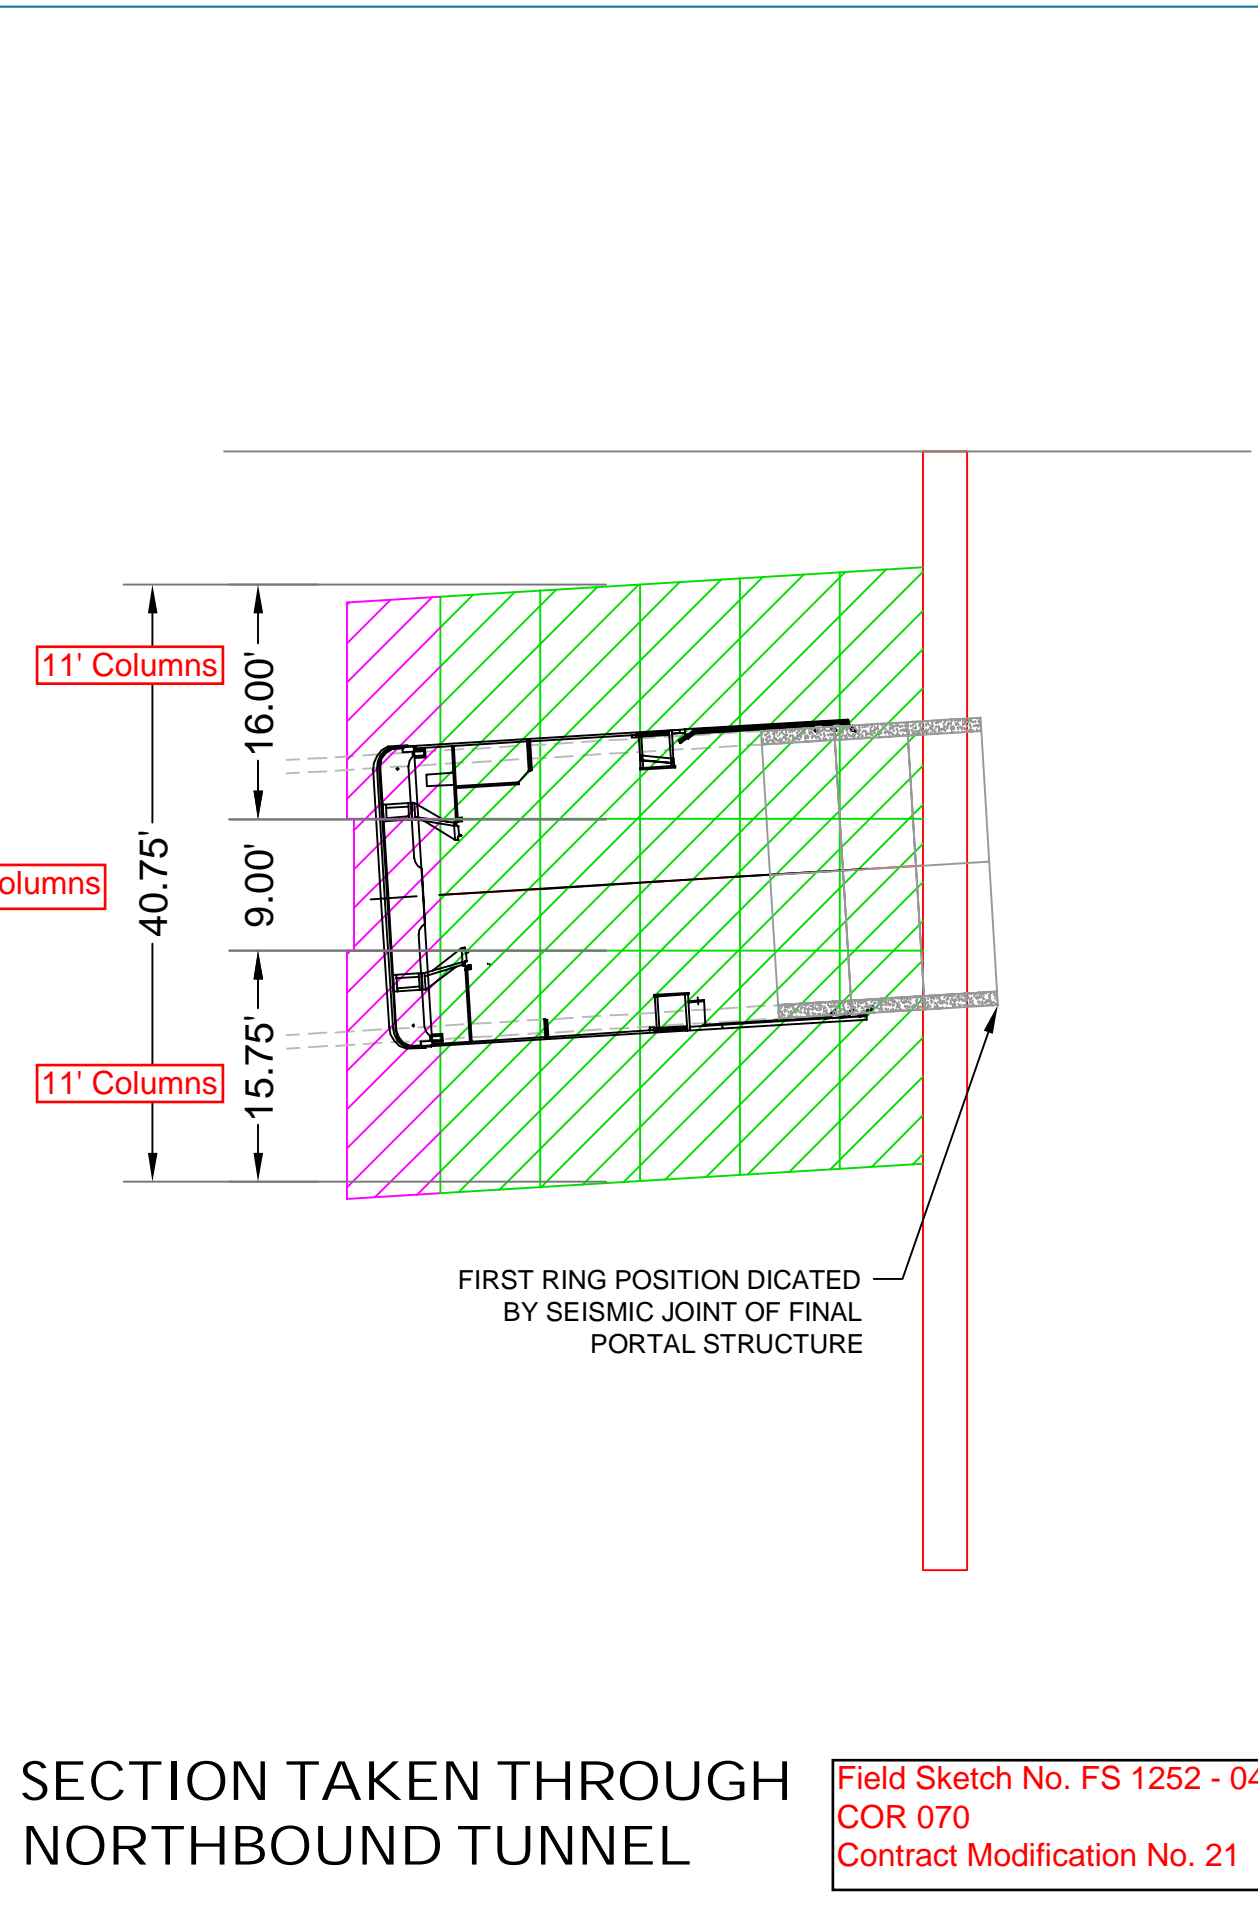 11' Columns
16.00'
40.75'
9.00'
olumns
15.75'
11' Columns
FIRST RING POSITION DICATED
BY SEISMIC JOINT OF FINAL
PORTAL STRUCTURE
SECTION TAKEN THROUGH
NORTHBOUND TUNNEL
Field Sketch No. FS 1252 - 04
COR 070
Contract Modification No. 21